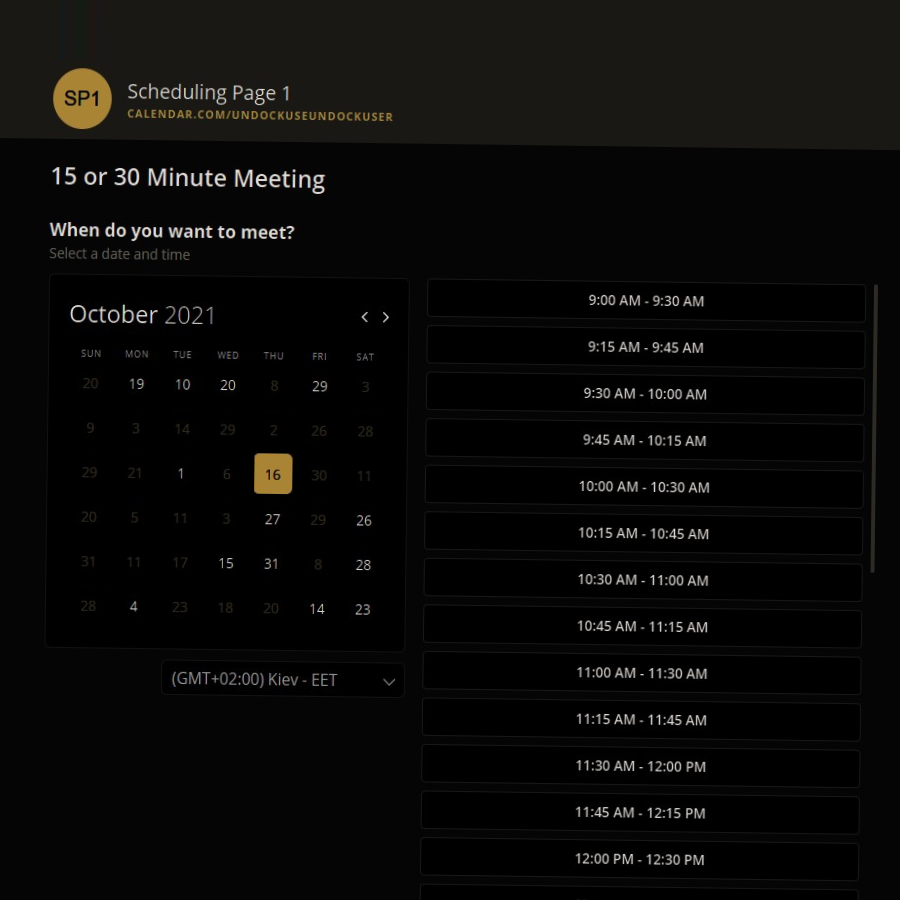 SP1
Scheduling Page 1
CALENDAR.COM/UNDOCKUSEUNDOCKUSER
15 or 30 Minute Meeting
When do you want to meet?
Select a date and time
October 2021
SUN MON TUE WED THU FRI SAT
20 19 10 20 8 29 3
9 3 14 29 2 26 28
29 21 1 6 16 30 11
20 5 11 3 27 29 26
31 11 17 15 31 8 28
28 4 23 18 20 14 23
(GMT+02:00) Kiev - EET
9:00 AM - 9:30 AM
9:15 AM - 9:45 AM
9:30 AM - 10:00 AM
9:45 AM - 10:15 AM
10:00 AM - 10:30 AM
10:15 AM - 10:45 AM
10:30 AM - 11:00 AM
10:45 AM - 11:15 AM
11:00 AM - 11:30 AM
11:15 AM - 11:45 AM
11:30 AM - 12:00 PM
11:45 AM - 12:15 PM
12:00 PM - 12:30 PM